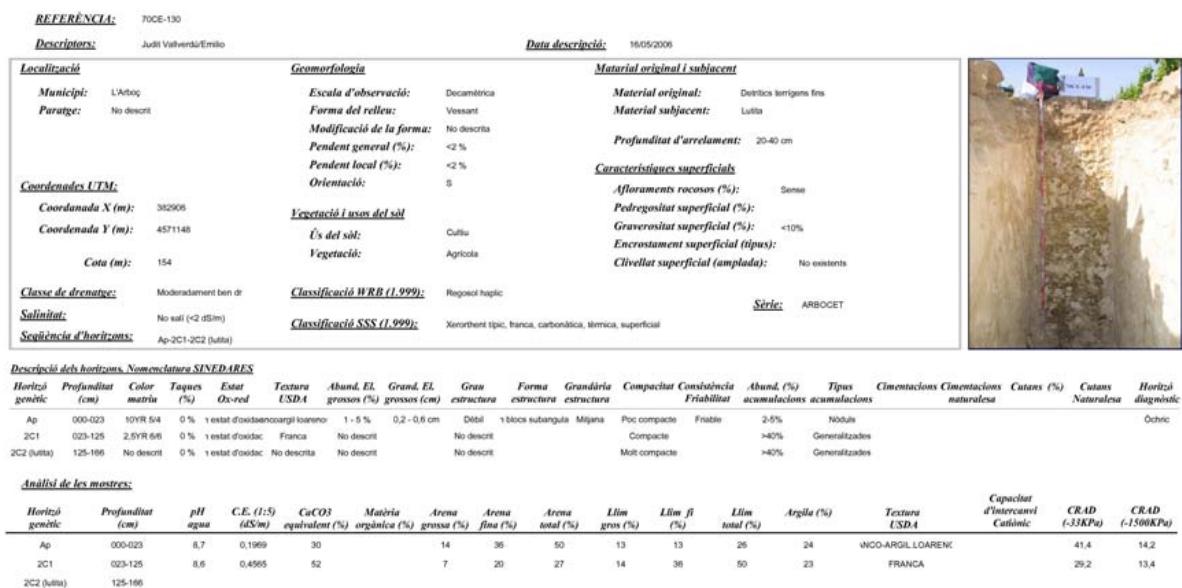 REFERÈNCIA: 70CE-130
Descriptors: Judit Vallverdú/Emilio Data descripció: 16/05/2006
Localització Geomorfologia Matarial original i subjacent
Municipi: L'Arboç Escala d'observació: Decamètrica Material original: Detrítics terrígens fins
Paratge: No descrit Forma del relleu: Vessant Material subjacent: Lutita
Modificació de la forma: No descrita
Pendent general (%): <2 % Profunditat d'arrelament: 20-40 cm
Pendent local (%): <2 % Característiques superficials
Coordenades UTM: Orientació: S Afloraments rocosos (%): Sense
Coordanada X (m): 382906 Pedregositat superficial (%):
Vegetació i usos del sòl
Coordenada Y (m): 4571148 Ús del sòl: Cultiu Graverositat superficial (%): <10%
Encrostament superficial (tipus):
Cota (m): 154 Vegetació: Agrícola Clivellat superficial (amplada): No existents
Classe de drenatge: Moderadament ben dr Classificació WRB (1.999): Regosol haplic
Sèrie: ARBOCET
Salinitat: No salí (<2 dS/m)
Classificació SSS (1.999): Xerorthent típic, franca, carbonàtica, tèrmica, superficial
Seqüència d'horitzons: Ap-2C1-2C2 (lutita)
Descripció dels horitzons. Nomenclatura SINEDARES
Horitzó Profunditat Color Taques Estat Textura Abund. El. Grand. El. Grau Forma Grandària Compacitat Consistència Abund. (%) Tipus Cimentacions Cimentacions Cutans (%) Cutans Horitzó
genètic (cm) matriu (%) Ox-red USDA grossos (%) grossos (cm) estructura estructura estructura Friabilitat acumulacions acumulacions naturalesa Naturalesa diagnòstic
Ap 000-023 10YR 5/4 0 % 1 - 5 % 0,2 - 0,6 cm Dèbil blocs subangula Mitjana Poc compacte Friable 2-5% Nòduls Òchric
2C1 023-125 2,5YR 6/6 0 % estat d'oxidac Franca No descrit No descrit Compacte >40% Generalitzades
2C2 (lutita) 125-166 No descrit 0 % estat d'oxidac No descrita No descrit No descrit Molt compacte >40% Generalitzades
Anàlisi de les mostres:
Horitzó Profunditat pH C.E. (1:5) CaCO3 Matèria Arena Arena Arena Llim Llim fi Llim Argila (%) Textura Capacitat CRAD CRAD
genètic (cm) agua (dS/m) equivalent (%) orgànica (%) grossa (%) fina (%) total (%) gros (%) (%) total (%) USDA d'intercanvi Catiònic (-33KPa) (-1500KPa)
Ap 000-023 8,7 0,1969 30 14 36 50 13 13 26 24 NCO-ARGIL LOARENC 41,4 14,2
2C1 023-125 8,6 0,4565 52 7 20 27 14 36 50 23 FRANCA 29,2 13,4
2C2 (lutita) 125-166